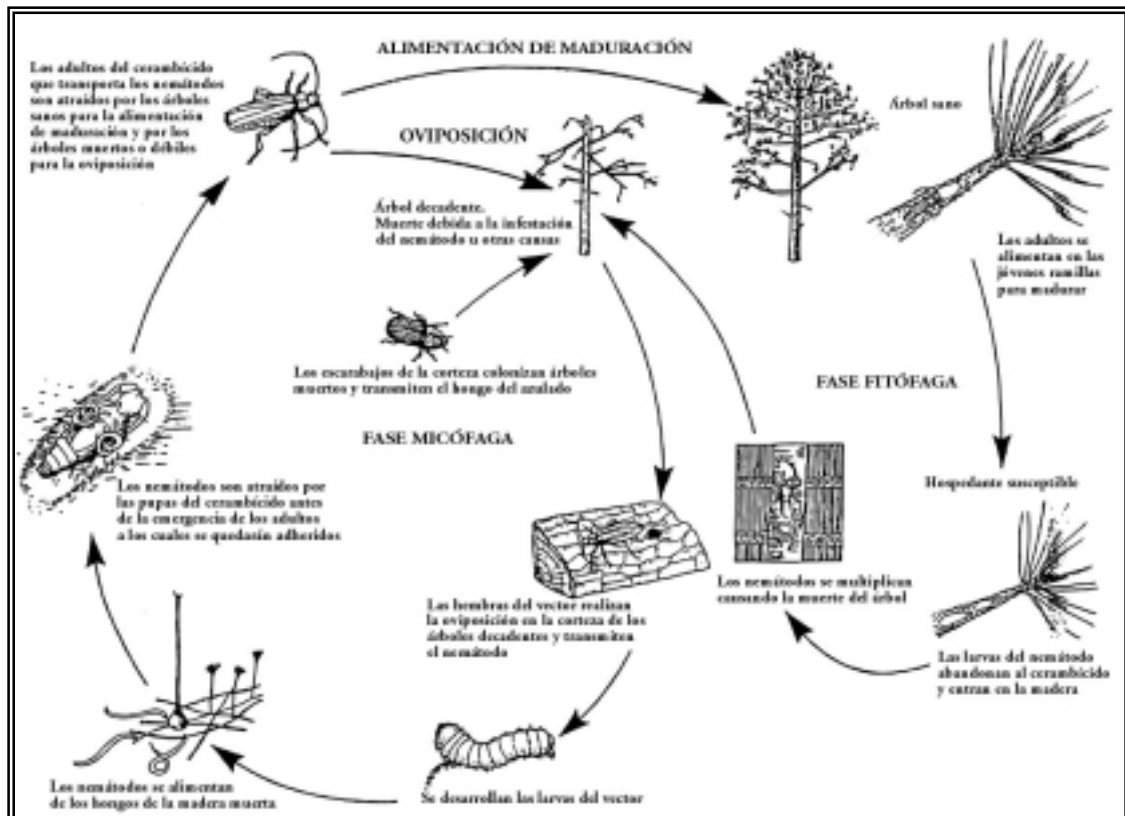 ALIMENTACIÓN DE MADURACIÓN
Los adultos del cerambícido
que transporta los nemátodos
son atraídos por los árboles
sanos para la alimentación
de maduración y por los
árboles muertos o débiles
para la oviposición
OVIPOSICIÓN
Árbol sano
Árbol decadente.
Muerte debida a la infestación
del nemátodo u otras causas
Los adultos se
alimentan en las
jóvenes ramillas
para madurar
Los escarabajos de la corteza colonizan árboles
muertos y transmiten el hongo del azulado
FASE FITÓFAGA
FASE MICÓFAGA
Los nemátodos son atraídos por
las pupas del cerambícido antes
de la emergencia de los adultos
a los cuales se quedarán adheridos
Hospedante susceptible
Los nemátodos se multiplican
causando la muerte del árbol
Las hembras del vector realizan
la oviposición en la corteza de los
árboles decadentes y transmiten
el nemátodo
Las larvas del nemátodo
abandonan al cerambícido
y entran en la madera
Los nemátodos se alimentan
de los hongos de la madera muerta
Se desarrollan las larvas del vector